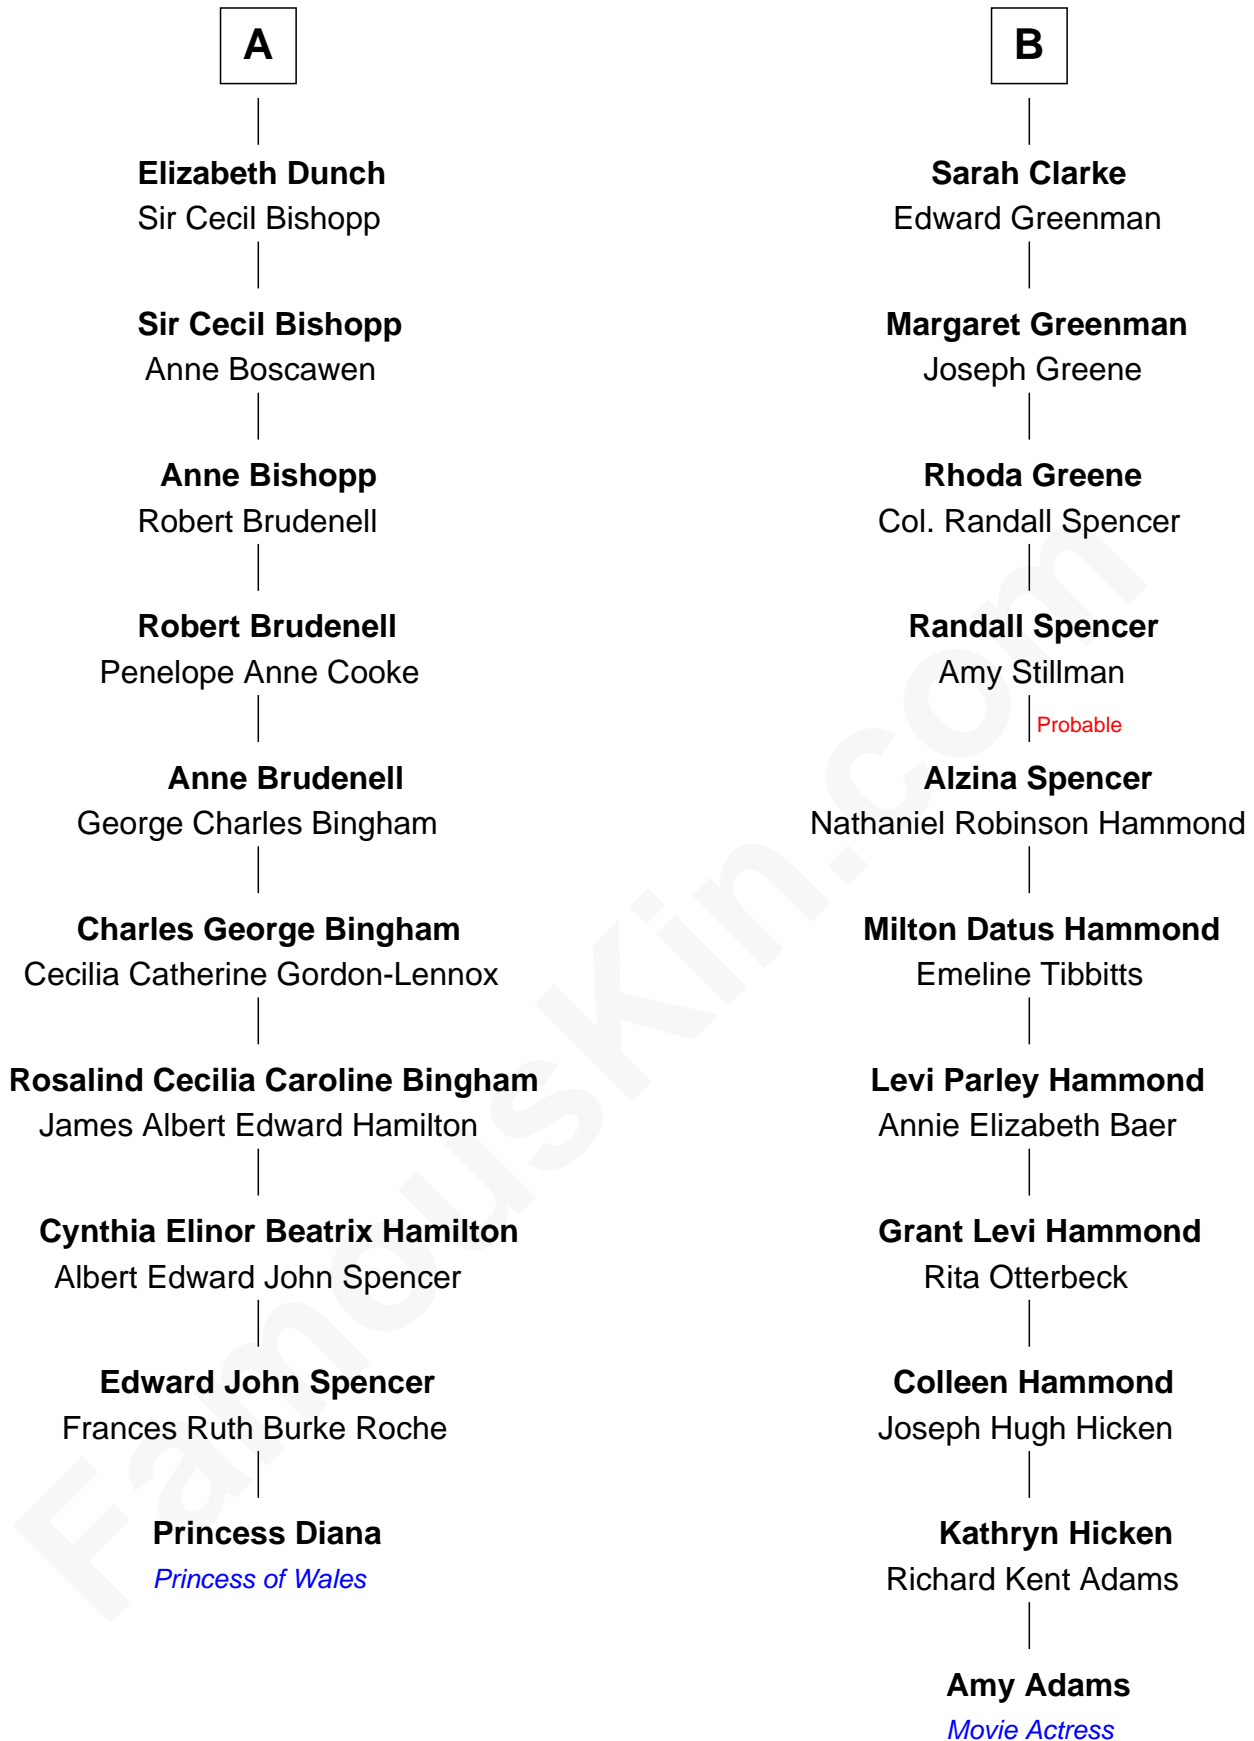 A
Elizabeth Dunch
Sir Cecil Bishopp
Sir Cecil Bishopp
Anne Boscawen
Anne Bishopp
Robert Brudenell
Robert Brudenell
Penelope Anne Cooke
Anne Brudenell
George Charles Bingham
Charles George Bingham
Cecilia Catherine Gordon-Lennox
Rosalind Cecilia Caroline Bingham
James Albert Edward Hamilton
Cynthia Elinor Beatrix Hamilton
Albert Edward John Spencer
Edward John Spencer
Frances Ruth Burke Roche
Princess Diana
Princess of Wales
B
Sarah Clarke
Edward Greenman
Margaret Greenman
Joseph Greene
Rhoda Greene
Col. Randall Spencer
Randall Spencer
Amy Stillman
Probable
Alzina Spencer
Nathaniel Robinson Hammond
Milton Datus Hammond
Emeline Tibbitts
Levi Parley Hammond
Annie Elizabeth Baer
Grant Levi Hammond
Rita Otterbeck
Colleen Hammond
Joseph Hugh Hicken
Kathryn Hicken
Richard Kent Adams
Amy Adams
Movie Actress
FamousKin.com